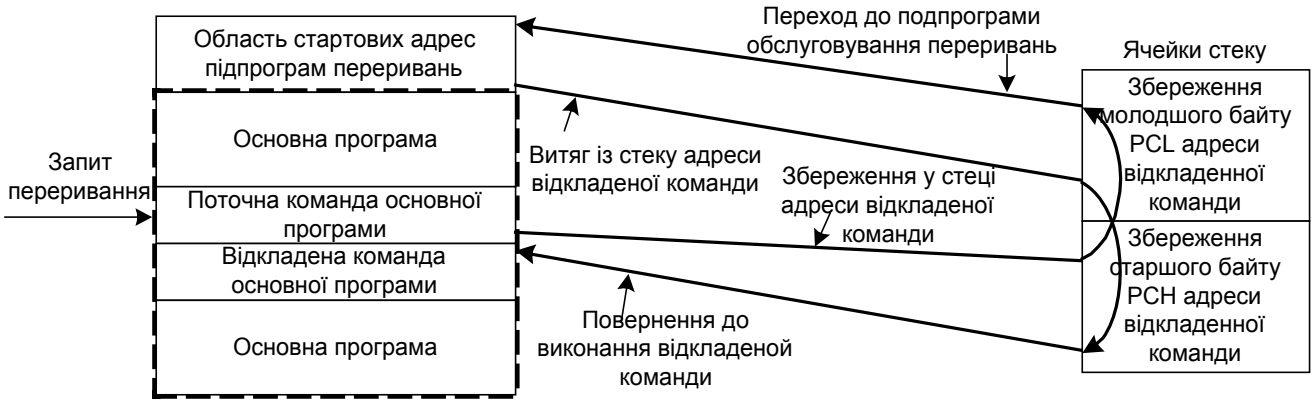 Область стартових адрес
підпрограм переривань
Основна програма
Запит
переривання
Поточна команда основної
програми
Відкладена команда
основної програми
Основна програма
Переход до подпрограми
обслуговування переривань
Витяг із стеку адреси
відкладеної команди
Збереження у стеці
адреси відкладеної
команди
Повернення до
виконання відкладеной
команди
Ячейки стеку
Збереження
молодшого байту
PCL адреси
відкладенної
команди
Збереження
старшого байту
PCH адреси
відкладенної
команди